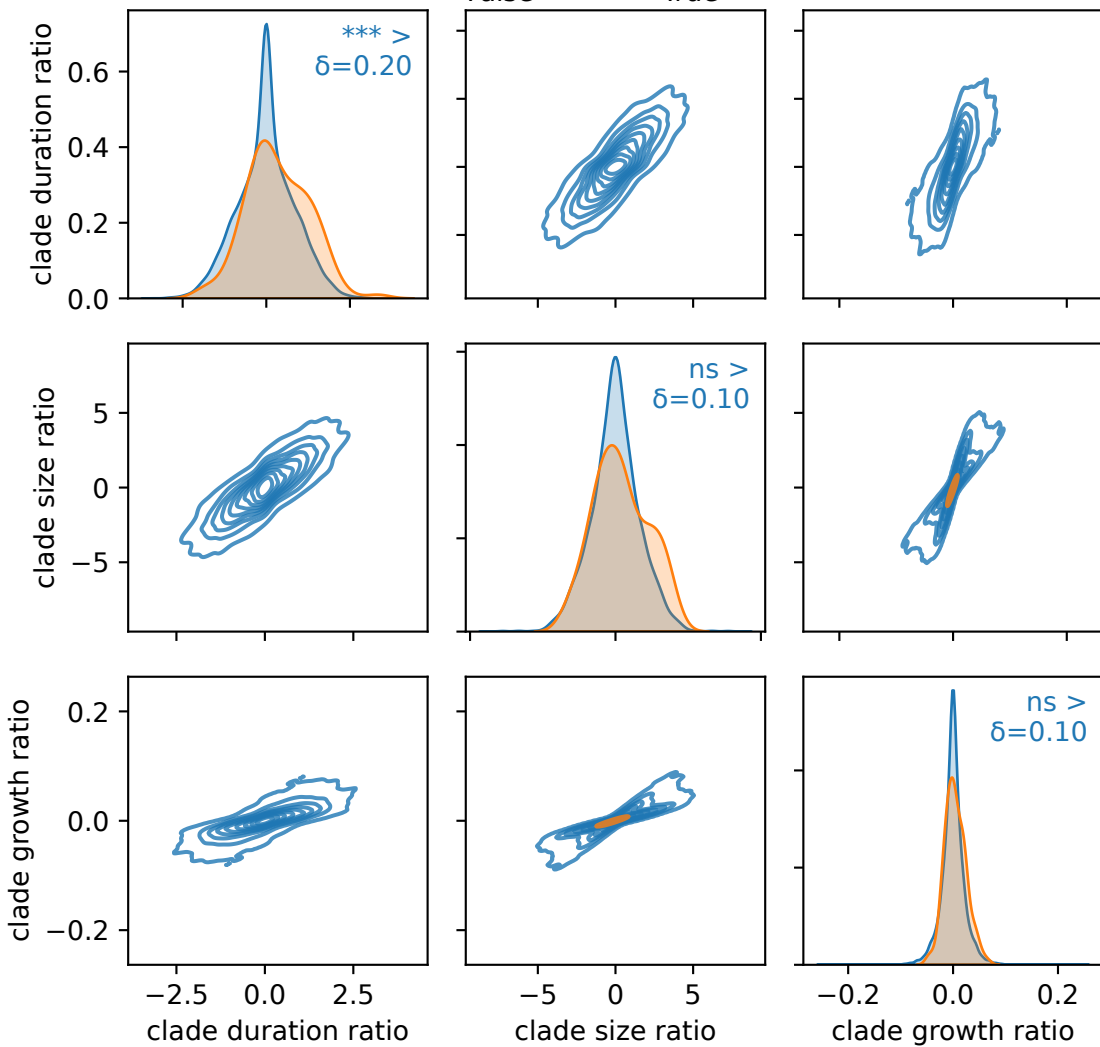 clade duration ratio
0.6
0.4
0.2
0.0
*** >
δ=0.20
clade size ratio
5
0
−5
ns >
δ=0.10
clade growth ratio
0.2
0.0
−0.2
ns >
δ=0.10
−2.5 0.0 2.5
−5 0 5
−0.2 0.0 0.2
clade duration ratio
clade size ratio
clade growth ratio